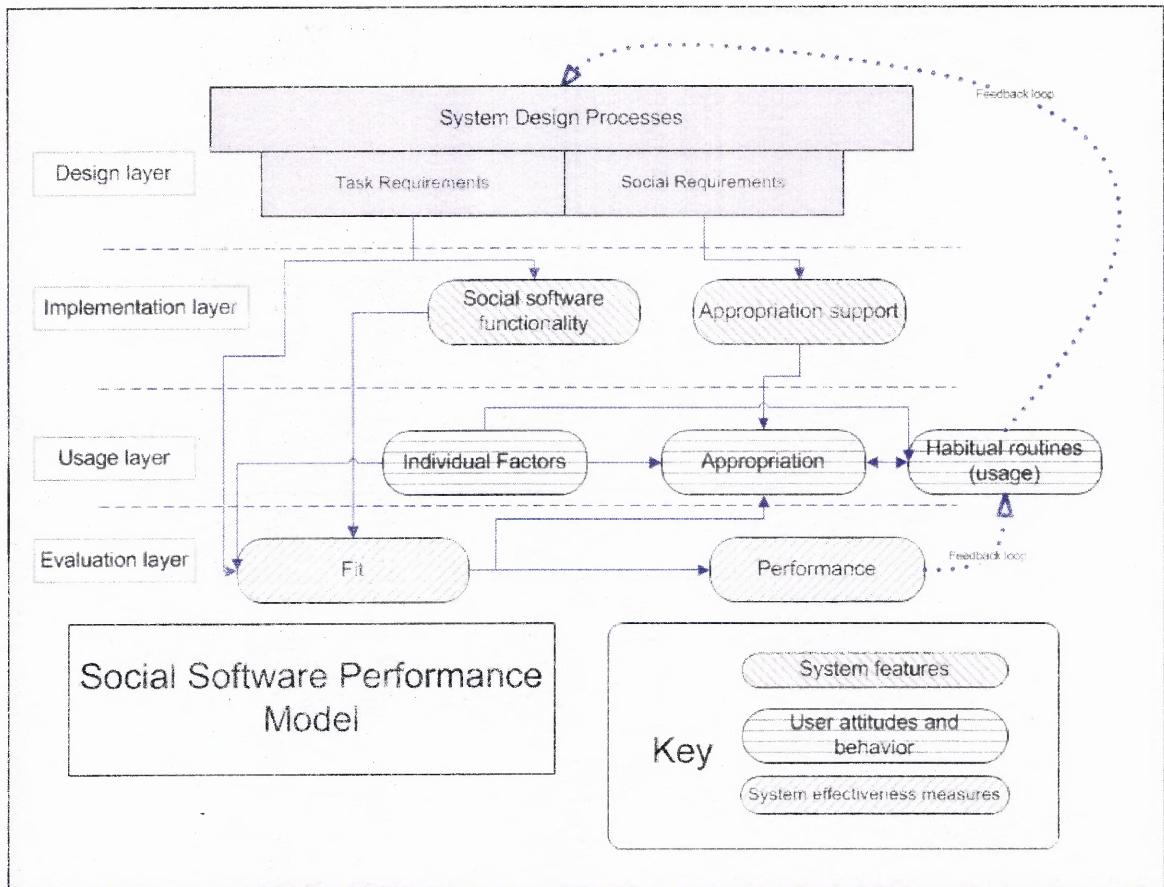 Feedback loop
System Design Processes
Design layer
Task Requirements
Social Requirements
Implementation layer
Social software
functionality
Appropriation support
Usage layer
Individual Factors
Appropriation
Habitual routines
(usage)
Evaluation layer
Fit
Performance
Feedback loop
Social Software Performance
Model
Key
System features
User attitudes and
behavior
System effectiveness measures